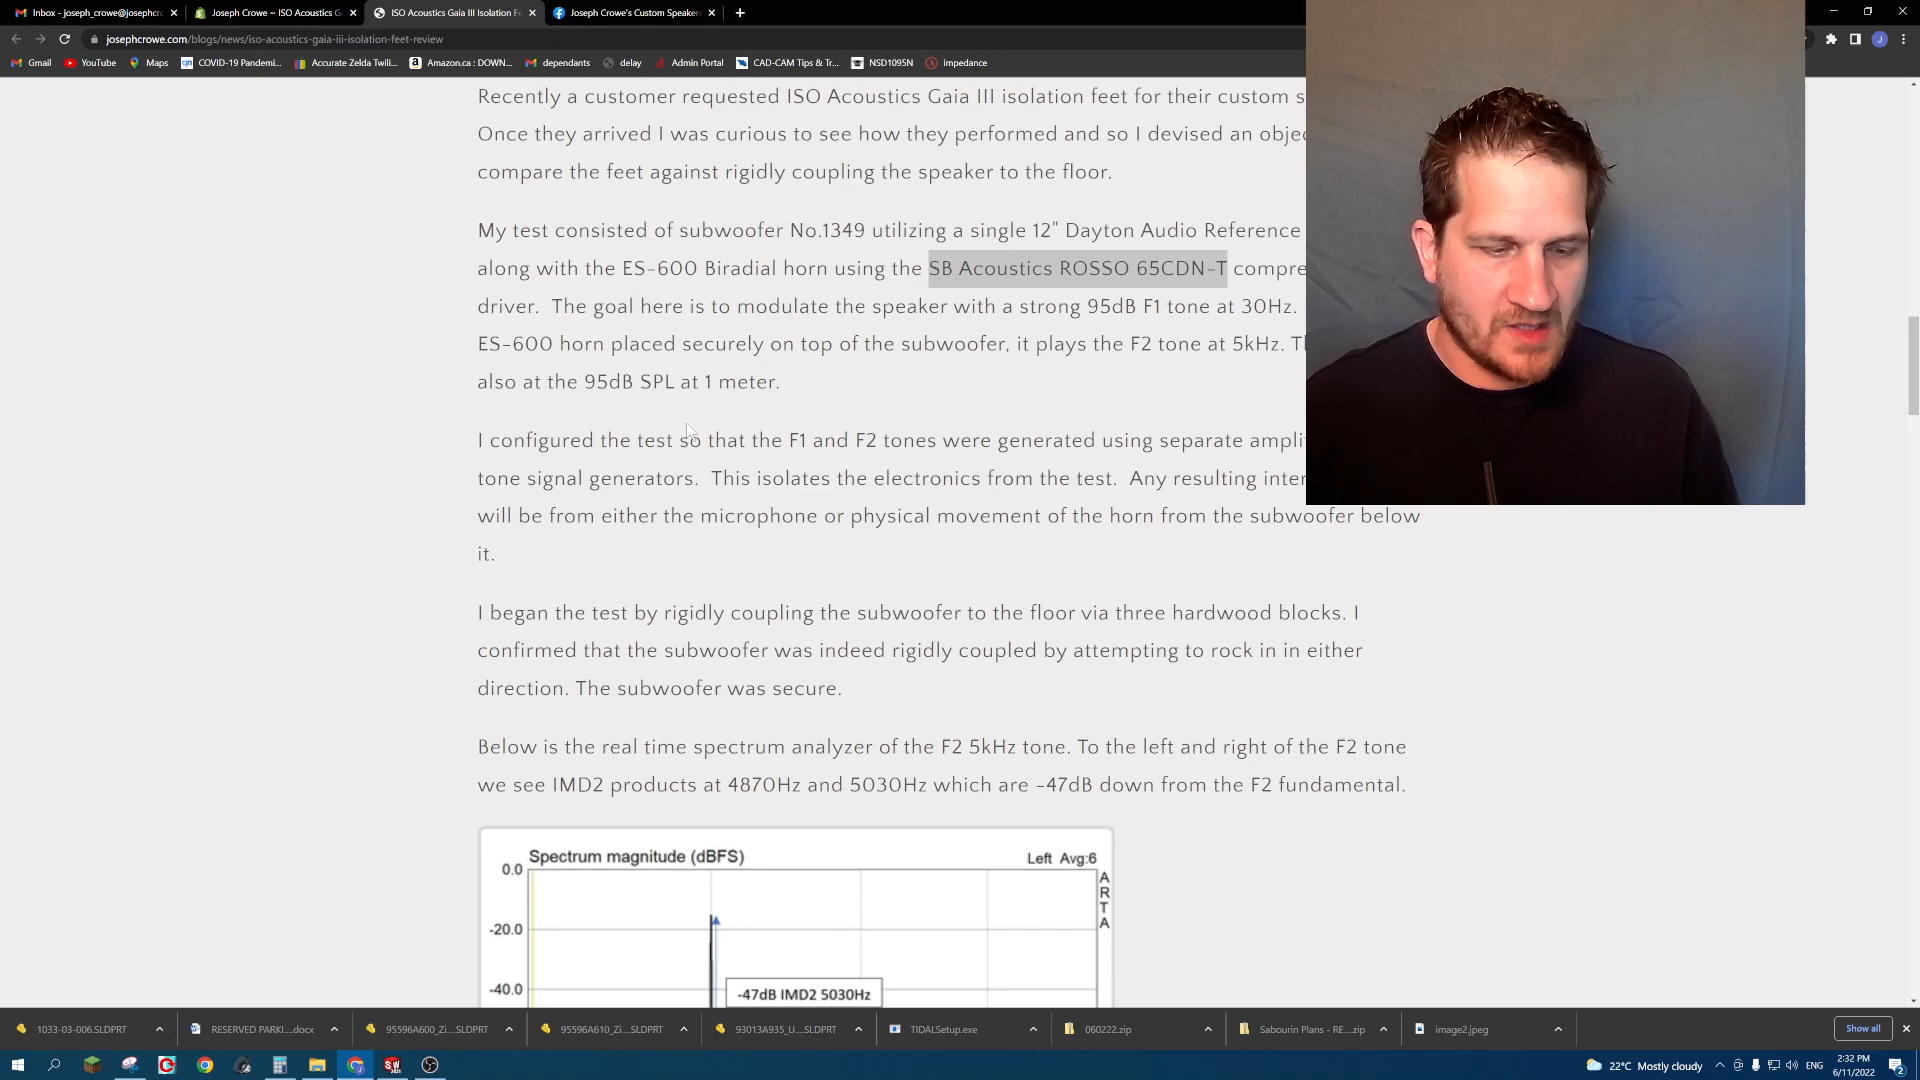 Inbox - joseph_crowe@josephcr
Joseph Crowe ~ ISO Acoustics G
ISO Acoustics Gaia III Isolation Fe
Joseph Crowe's Custom Speaker
josephcrowe.com/blogs/news/iso-acoustics-gaia-iii-isolation-feet-review
Gmail
YouTube
Maps
COVID-19 Pandemi...
Accurate Zelda Twili...
Amazon.ca : DOWN...
dependants
delay
Admin Portal
CAD-CAM Tips & Tr...
NSD1095N
impedance
Recently a customer requested ISO Acoustics Gaia III isolation feet for their custom s
Once they arrived I was curious to see how they performed and so I devised an objec
compare the feet against rigidly coupling the speaker to the floor.
My test consisted of subwoofer No.1349 utilizing a single 12" Dayton Audio Reference
along with the ES-600 Biradial horn using the SB Acoustics ROSSO 65CDN-T compre
driver. The goal here is to modulate the speaker with a strong 95dB F1 tone at 30Hz.
ES-600 horn placed securely on top of the subwoofer, it plays the F2 tone at 5kHz. Th
also at the 95dB SPL at 1 meter.
I configured the test so that the F1 and F2 tones were generated using separate ampli
tone signal generators. This isolates the electronics from the test. Any resulting inter
will be from either the microphone or physical movement of the horn from the subwoofer below
it.
I began the test by rigidly coupling the subwoofer to the floor via three hardwood blocks. I
confirmed that the subwoofer was indeed rigidly coupled by attempting to rock in in either
direction. The subwoofer was secure.
Below is the real time spectrum analyzer of the F2 5kHz tone. To the left and right of the F2 tone
we see IMD2 products at 4870Hz and 5030Hz which are -47dB down from the F2 fundamental.
Spectrum magnitude (dBFS)
Left Avg:6
0.0
A
R
T
A
-20.0
-40.0
-47dB IMD2 5030Hz
1033-03-006.SLDPRT
RESERVED PARKI....docx
95596A600_Zi....SLDPRT
95596A610_Zi....SLDPRT
93013A935_U....SLDPRT
TIDALSetup.exe
060222.zip
Sabourin Plans - RE....zip
image2.jpeg
Show all
22°C Mostly cloudy
ENG
2:32 PM
6/11/2022